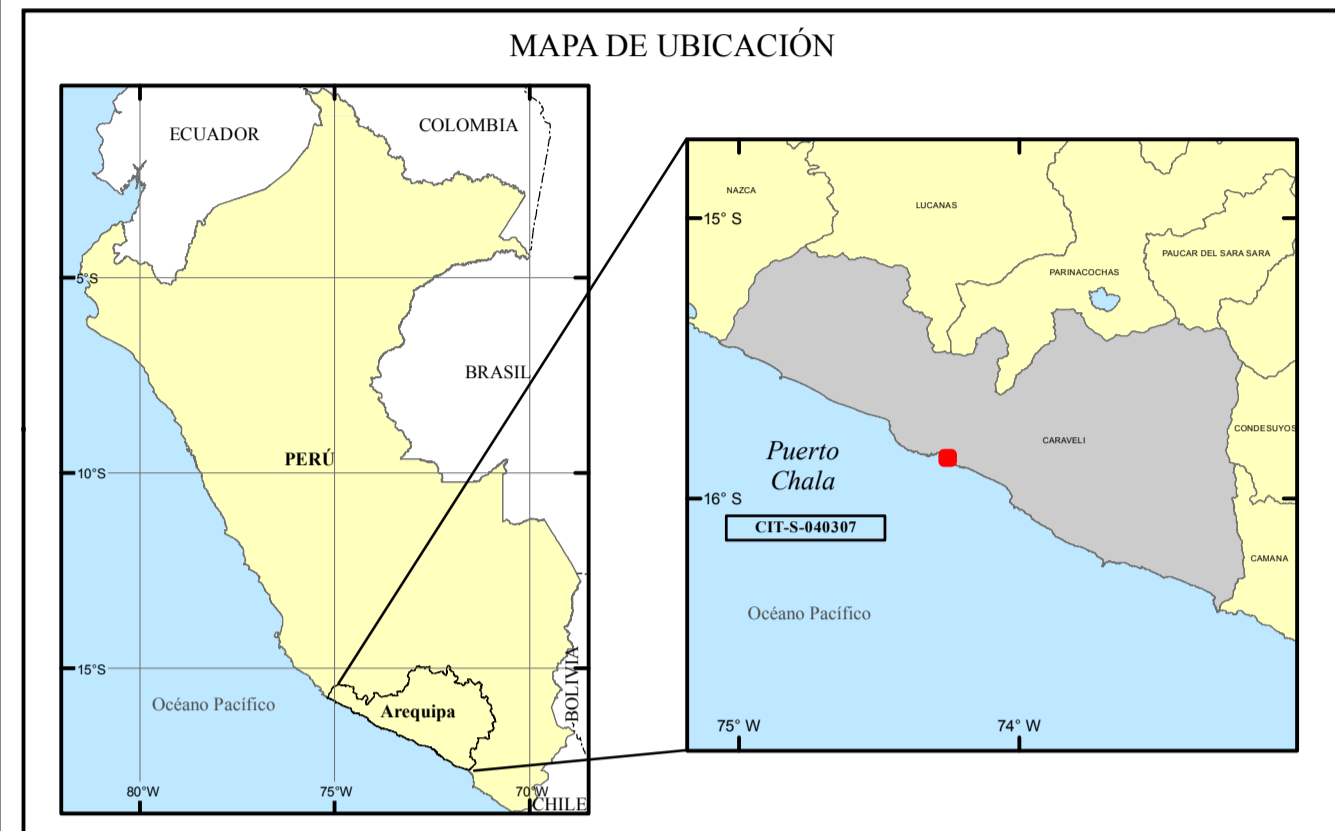 MAPA DE UBICACIÓN
ECUADOR
COLOMBIA
5°S
BRASIL
PERÚ
10°S
15°S
Océano Pacífico
Arequipa
BOLIVIA
80°W
75°W
70°W
CHILE
NAZCA
LUCANAS
15° S
PAUCAR DEL SARA SARA
PARINACOCHAS
CONDESUYOS
CARAVELI
Puerto
Chala
16° S
CIT-S-040307
CAMANA
Océano Pacífico
75° W
74° W